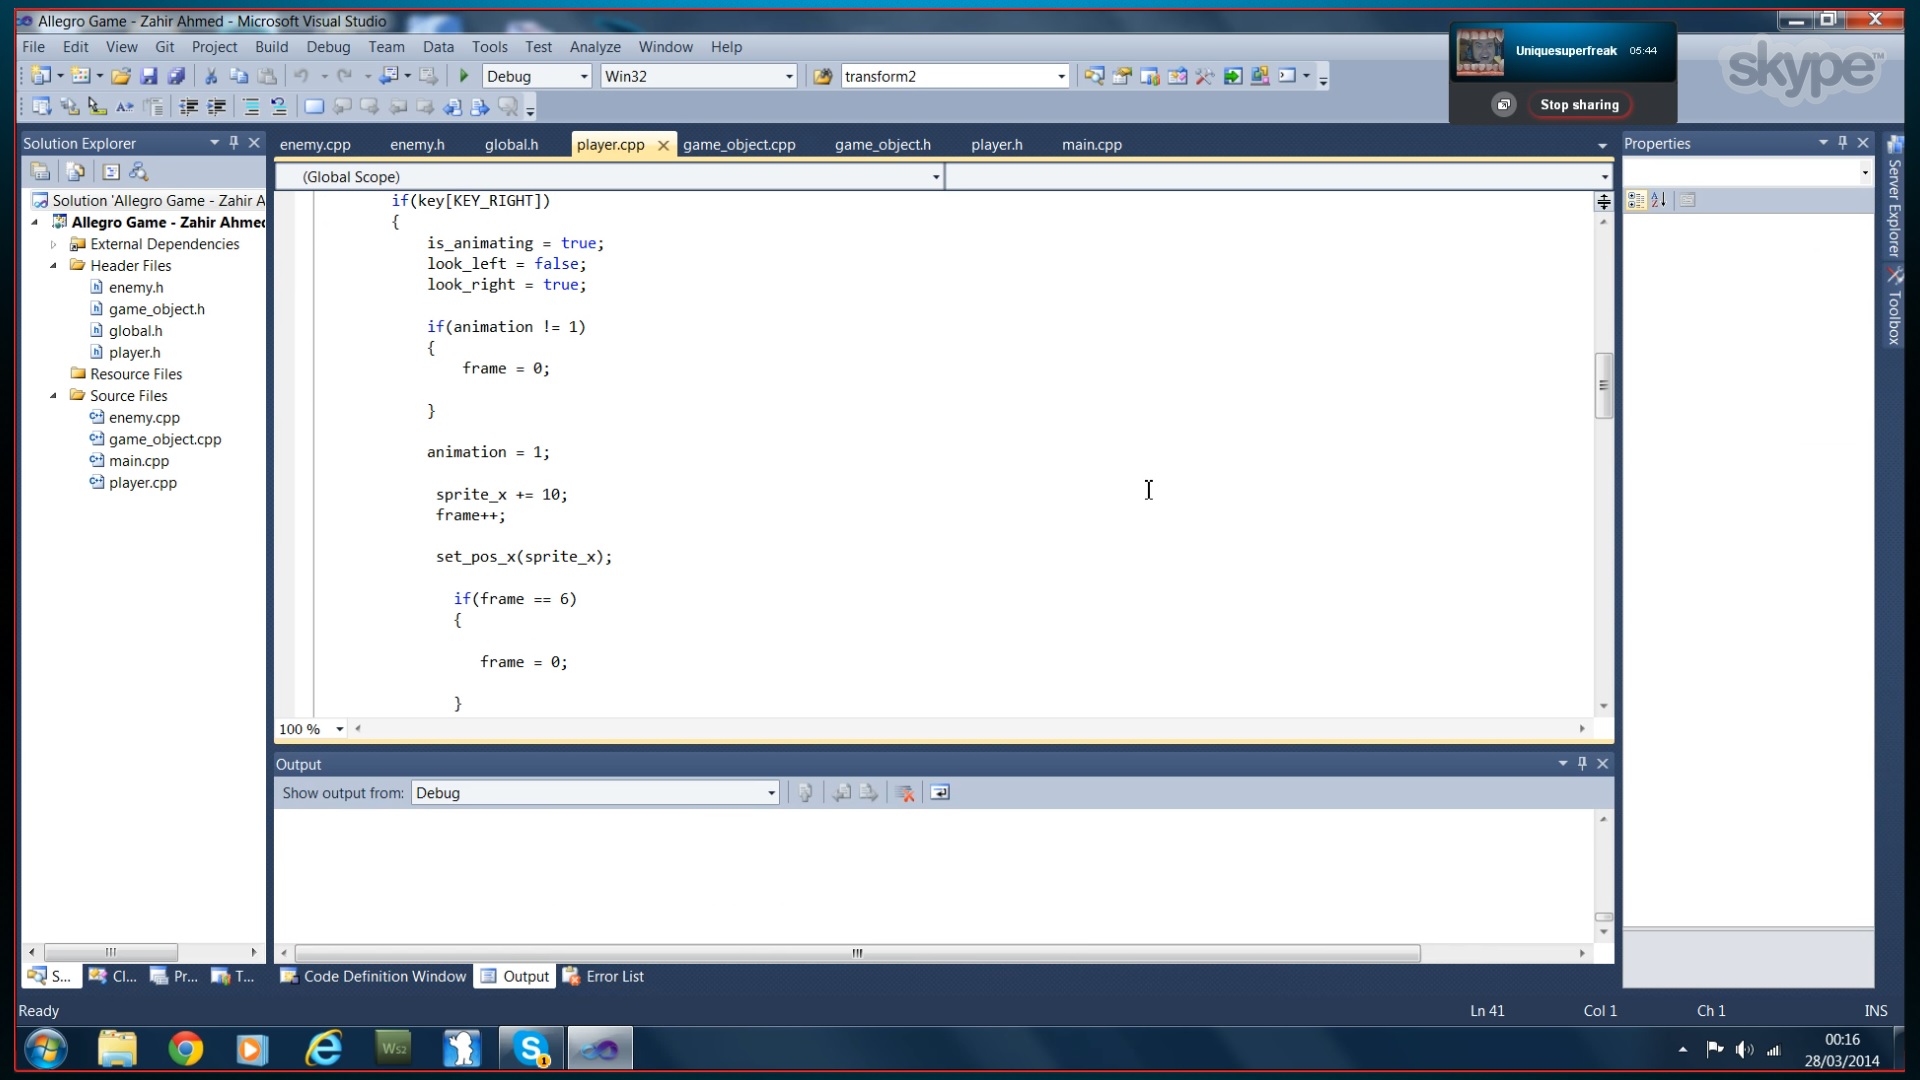 Allegro Game - Zahir Ahmed - Microsoft Visual Studio
File Edit View Git Project Build Debug Team Data Tools Test Analyze Window Help
Uniquesuperfreak 05:44
skype™
Debug Win32 transform2
Stop sharing
Solution Explorer
enemy.cpp enemy.h global.h player.cpp game_object.cpp game_object.h player.h main.cpp
Properties
(Global Scope)
Server Explorer
Toolbox
Solution 'Allegro Game - Zahir A
Allegro Game - Zahir Ahmed
External Dependencies
Header Files
enemy.h
game_object.h
global.h
player.h
Resource Files
Source Files
enemy.cpp
game_object.cpp
main.cpp
player.cpp
if(key[KEY_RIGHT])
{
is_animating = true;
look_left = false;
look_right = true;
if(animation != 1)
{
frame = 0;
}
animation = 1;
sprite_x += 10;
frame++;
set_pos_x(sprite_x);
if(frame == 6)
{
frame = 0;
}
100 %
Output
Show output from: Debug
S... Cl... Pr... T...
Code Definition Window Output Error List
Ready Ln 41 Col 1 Ch 1 INS
Ws2
00:16
28/03/2014